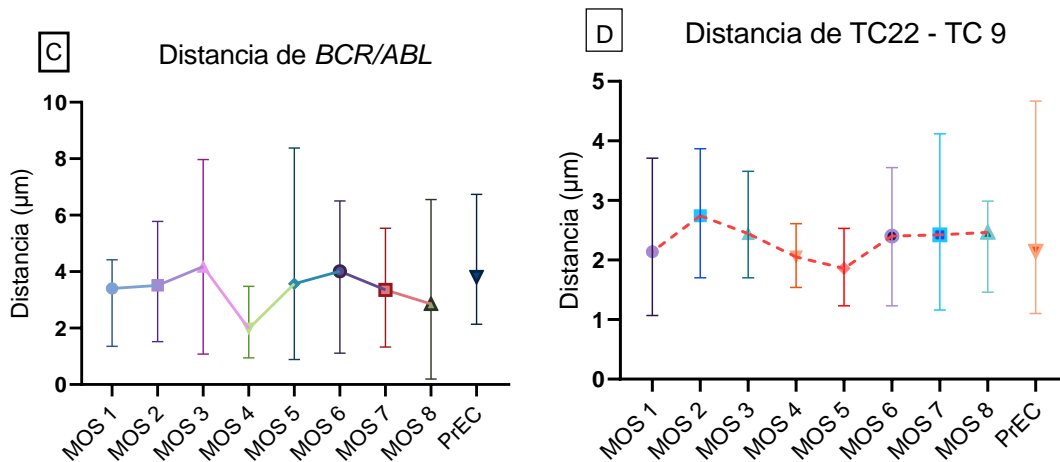 C
Distancia de BCR/ABL
Distancia (µm)
10
8
6
4
2
0
MOS 1
MOS 2
MOS 3
MOS 4
MOS 5
MOS 6
MOS 7
MOS 8
PrEC
D
Distancia de TC22 - TC 9
Distancia (µm)
5
4
3
2
1
0
MOS 1
MOS 2
MOS 3
MOS 4
MOS 5
MOS 6
MOS 7
MOS 8
PrEC